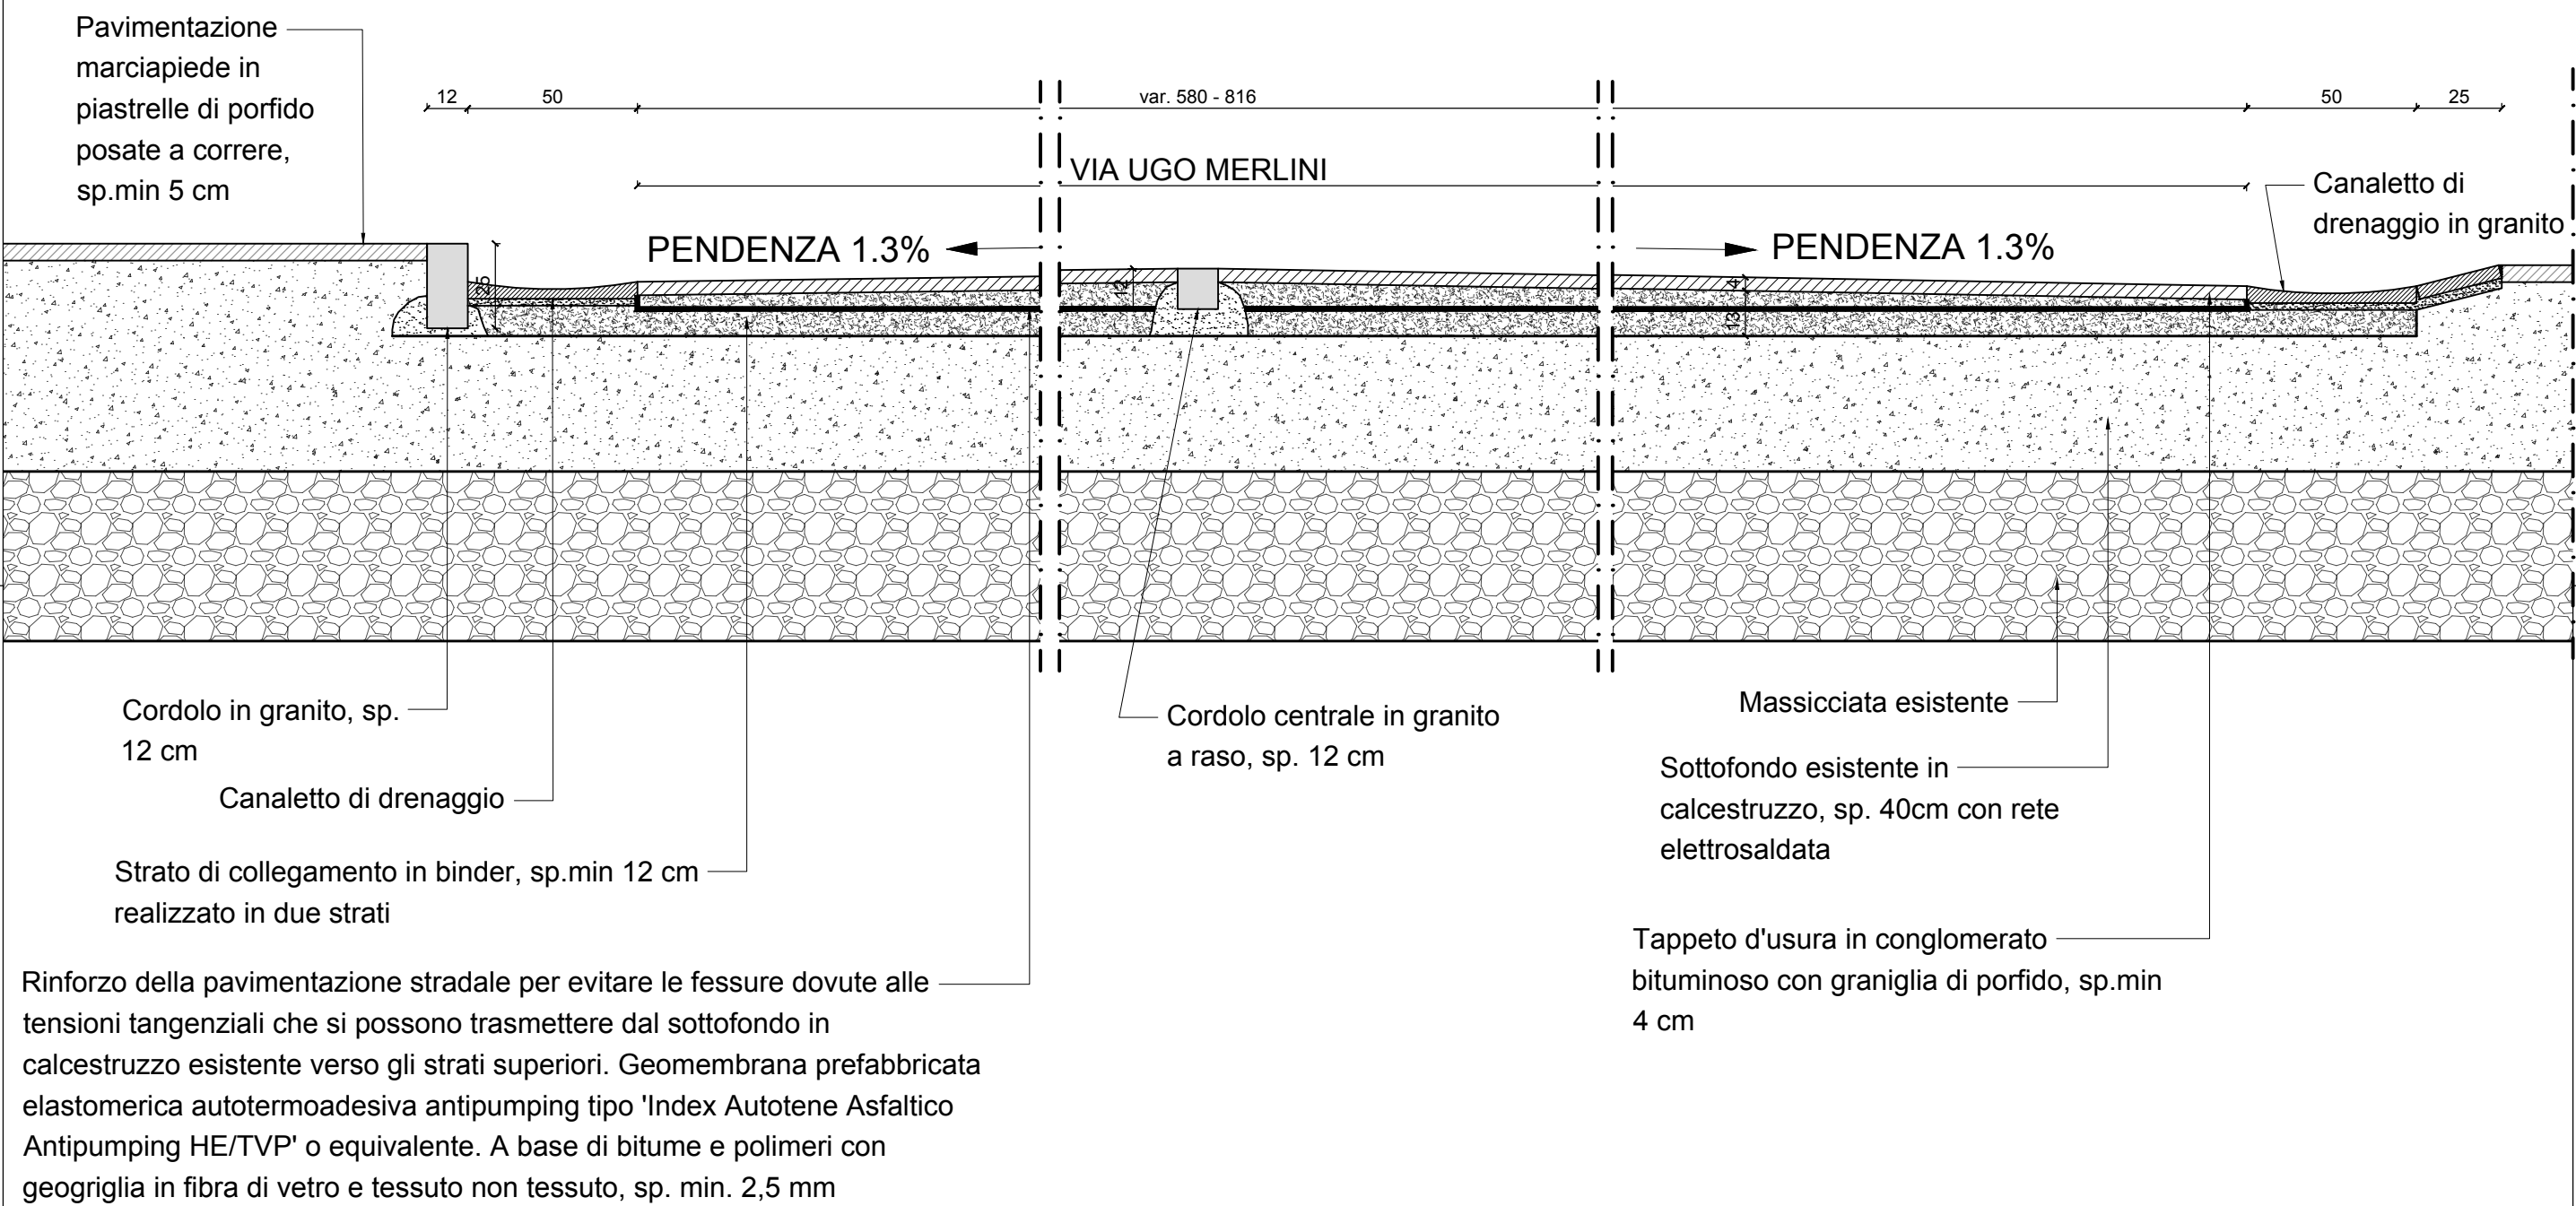 Pavimentazione
marciapiede in
piastrelle di porfido
posate a correre,
sp.min 5 cm
12
50
var. 580 - 816
50
25
VIA UGO MERLINI
Canaletto di
drenaggio in granito
PENDENZA 1.3%
PENDENZA 1.3%
25
12
4
13
Cordolo in granito, sp.
12 cm
Canaletto di drenaggio
Strato di collegamento in binder, sp.min 12 cm
realizzato in due strati
Rinforzo della pavimentazione stradale per evitare le fessure dovute alle
tensioni tangenziali che si possono trasmettere dal sottofondo in
calcestruzzo esistente verso gli strati superiori. Geomembrana prefabbricata
elastomerica autotermoadesiva antipumping tipo 'Index Autotene Asfaltico
Antipumping HE/TVP' o equivalente. A base di bitume e polimeri con
geogriglia in fibra di vetro e tessuto non tessuto, sp. min. 2,5 mm
Cordolo centrale in granito
a raso, sp. 12 cm
Massicciata esistente
Sottofondo esistente in
calcestruzzo, sp. 40cm con rete
elettrosaldata
Tappeto d'usura in conglomerato
bituminoso con graniglia di porfido, sp.min
4 cm